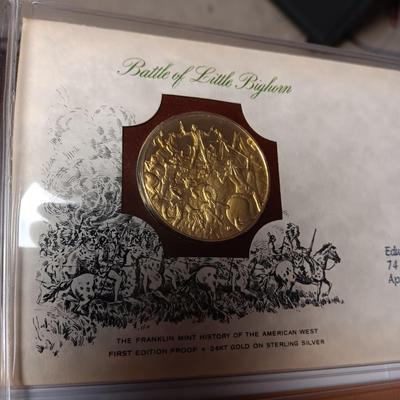 Battle of Little Bighorn
74
THE FRANKLIN MINT HISTORY OF THE AMERICAN WEST
FIRST EDITION PROOF • 24KT GOLD ON STERLING SILVER